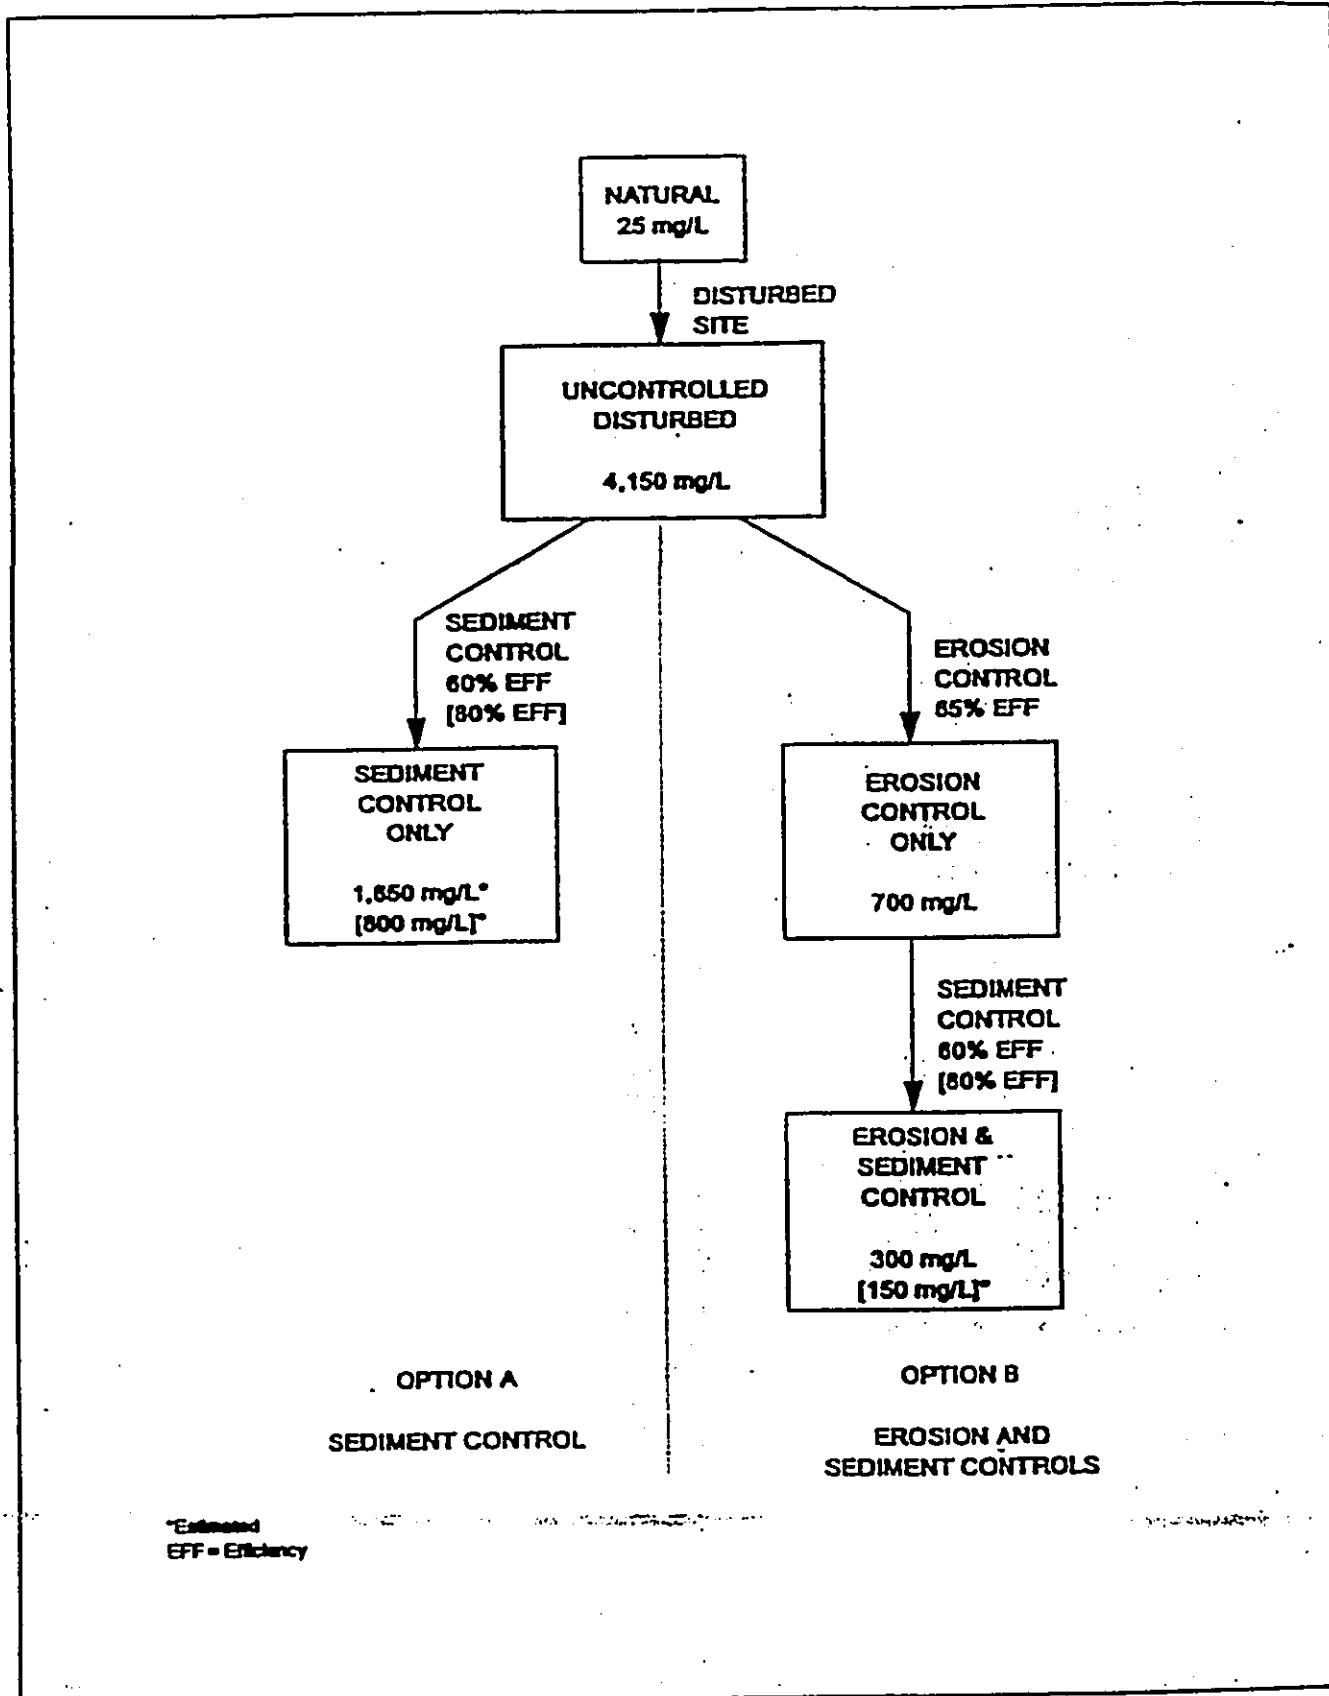 NATURAL
25 mg/L
DISTURBED
SITE
UNCONTROLLED
DISTURBED
4,150 mg/L
SEDIMENT
CONTROL
60% EFF
[80% EFF]
EROSION
CONTROL
85% EFF
SEDIMENT
CONTROL
ONLY
1,650 mg/L*
[800 mg/L]*
EROSION
CONTROL
ONLY
700 mg/L
SEDIMENT
CONTROL
60% EFF
[80% EFF]
EROSION &
SEDIMENT
CONTROL
300 mg/L
[150 mg/L]*
OPTION A
SEDIMENT CONTROL
OPTION B
EROSION AND
SEDIMENT CONTROLS
*Estimated
EFF = Efficiency